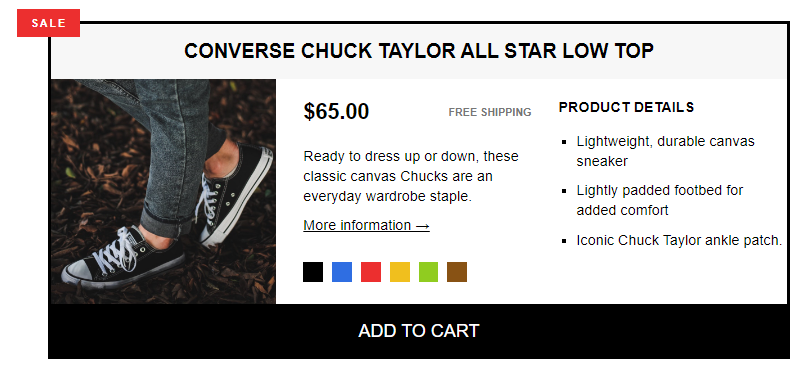 SALE
CONVERSE CHUCK TAYLOR ALL STAR LOW TOP
$65.00
FREE SHIPPING
Ready to dress up or down, these
classic canvas Chucks are an
everyday wardrobe staple.
More information →
PRODUCT DETAILS
Lightweight, durable canvas
sneaker
Lightly padded footbed for
added comfort
Iconic Chuck Taylor ankle patch.
ADD TO CART